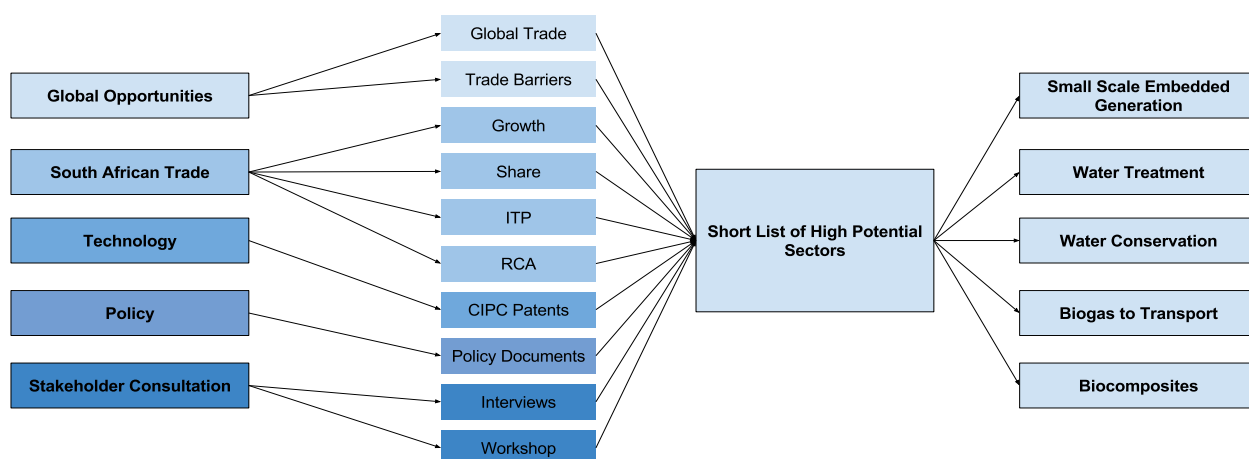 Global Opportunities
South African Trade
Technology
Policy
Stakeholder Consultation
Global Trade
Trade Barriers
Growth
Share
ITP
RCA
CIPC Patents
Policy Documents
Interviews
Workshop
Short List of High Potential
Sectors
Small Scale Embedded
Generation
Water Treatment
Water Conservation
Biogas to Transport
Biocomposites